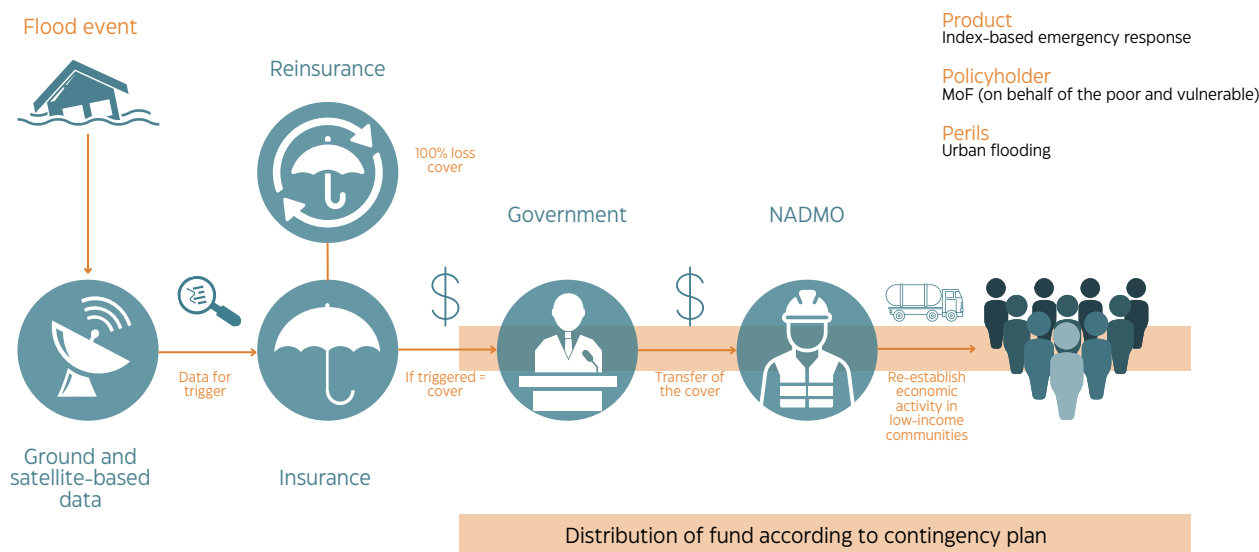 Flood event
Reinsurance
100% loss
cover
Product
Index-based emergency response
Policyholder
MoF (on behalf of the poor and vulnerable)
Perils
Urban flooding
Government
NADMO
Data for
trigger
If triggered =
cover
Transfer of
the cover
Re-establish
economic
activity in
low-income
communities
Ground and
satellite-based
data
Insurance
$
$
Distribution of fund according to contingency plan